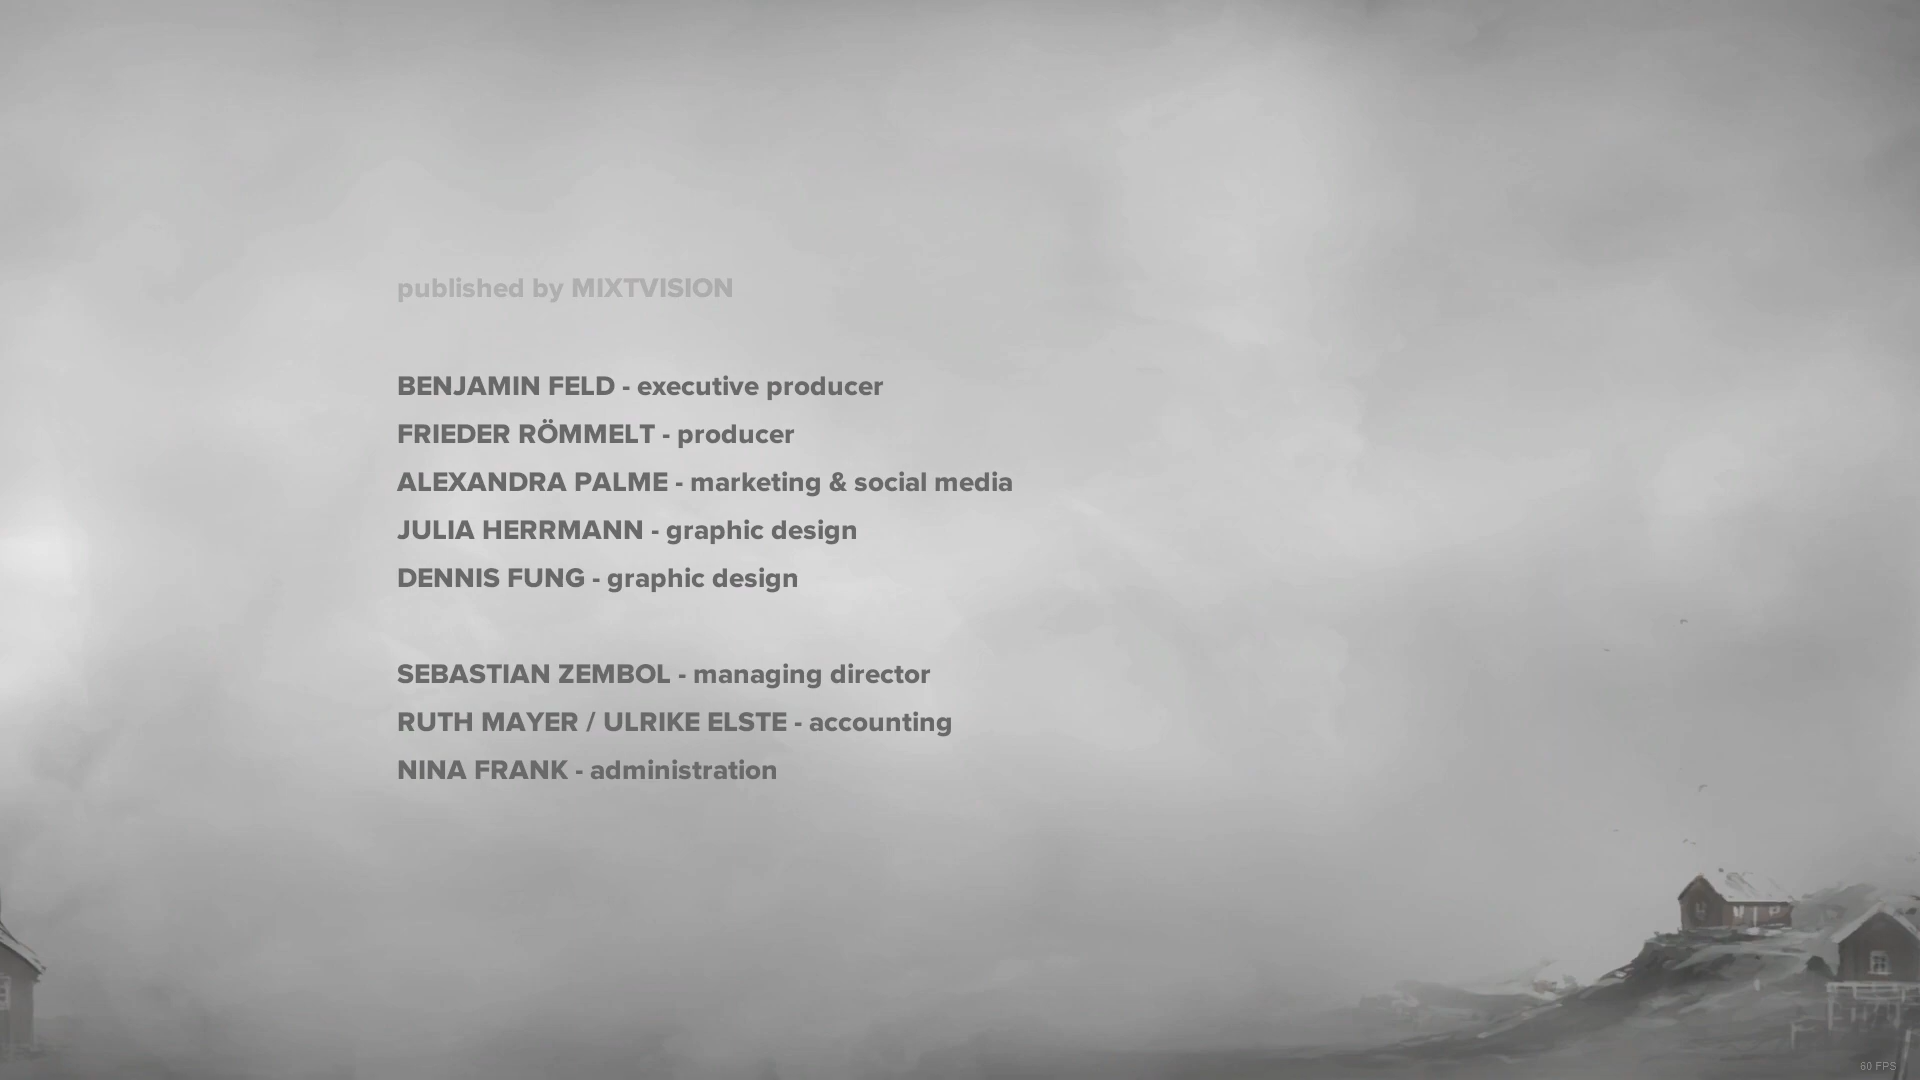 published by MIXTVISION
BENJAMIN FELD - executive producer
FRIEDER RÖMMELT - producer
ALEXANDRA PALME - marketing & social media
JULIA HERRMANN - graphic design
DENNIS FUNG - graphic design
SEBASTIAN ZEMBOL - managing director
RUTH MAYER / ULRIKE ELSTE - accounting
NINA FRANK - administration
60 FPS